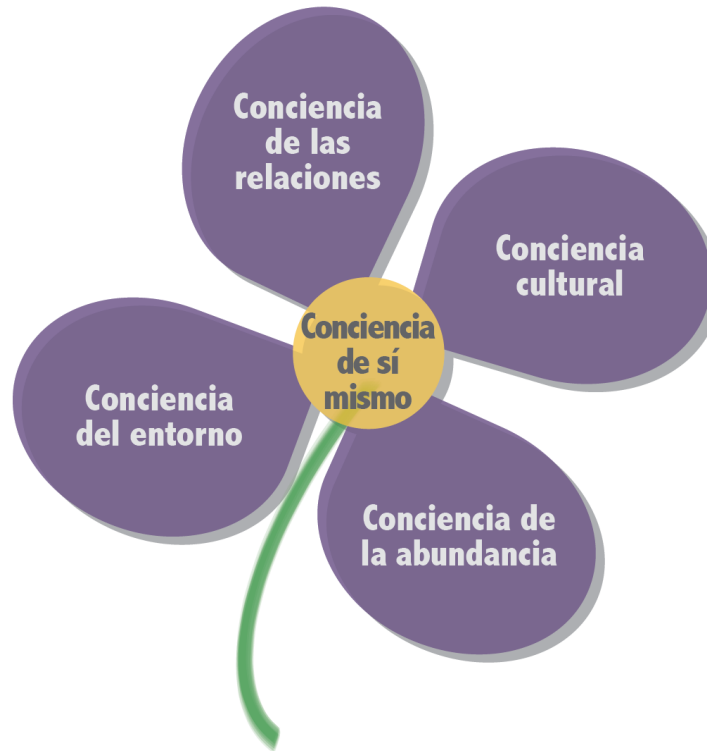 Conciencia
de las
relaciones
Conciencia
cultural
Conciencia
de sí
mismo
Conciencia
del entorno
Conciencia de
la abundancia